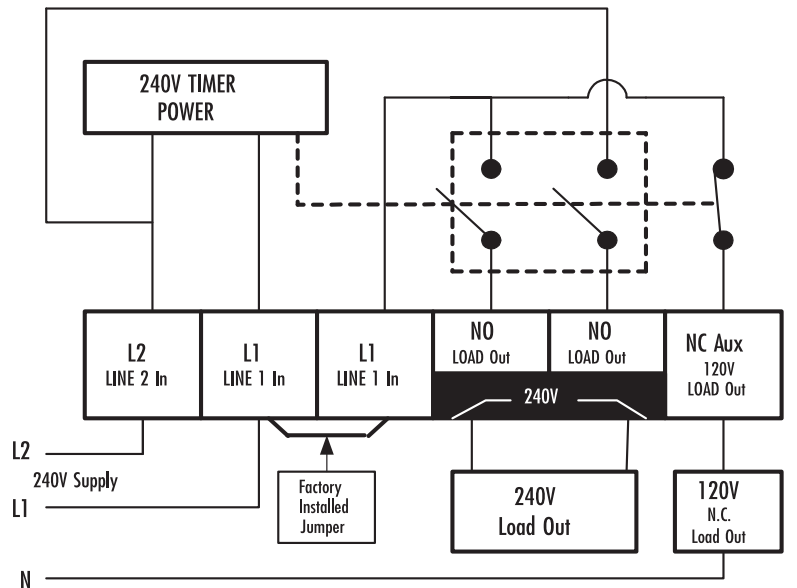 240V TIMER
POWER
L2
LINE 2 In
L1
LINE 1 In
L1
LINE 1 In
NO
LOAD Out
NO
LOAD Out
NC Aux
120V
LOAD Out
240V
L2
240V Supply
L1
Factory
Installed
Jumper
240V
Load Out
120V
N.C.
Load Out
N